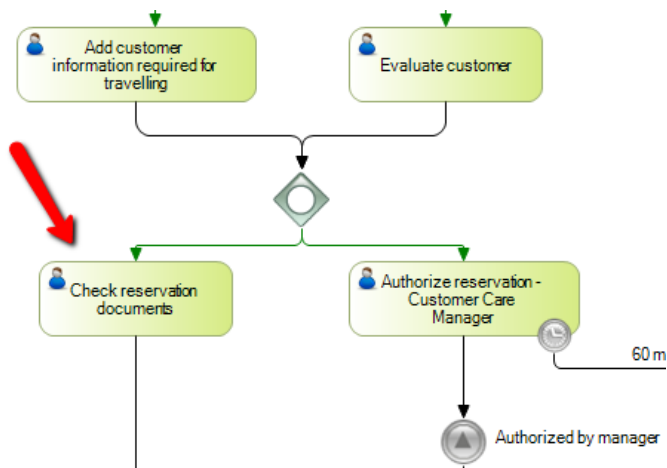 Add customer
information required for
travelling
Evaluate customer
Check reservation
documents
Authorize reservation -
Customer Care
Manager
60 m
Authorized by manager